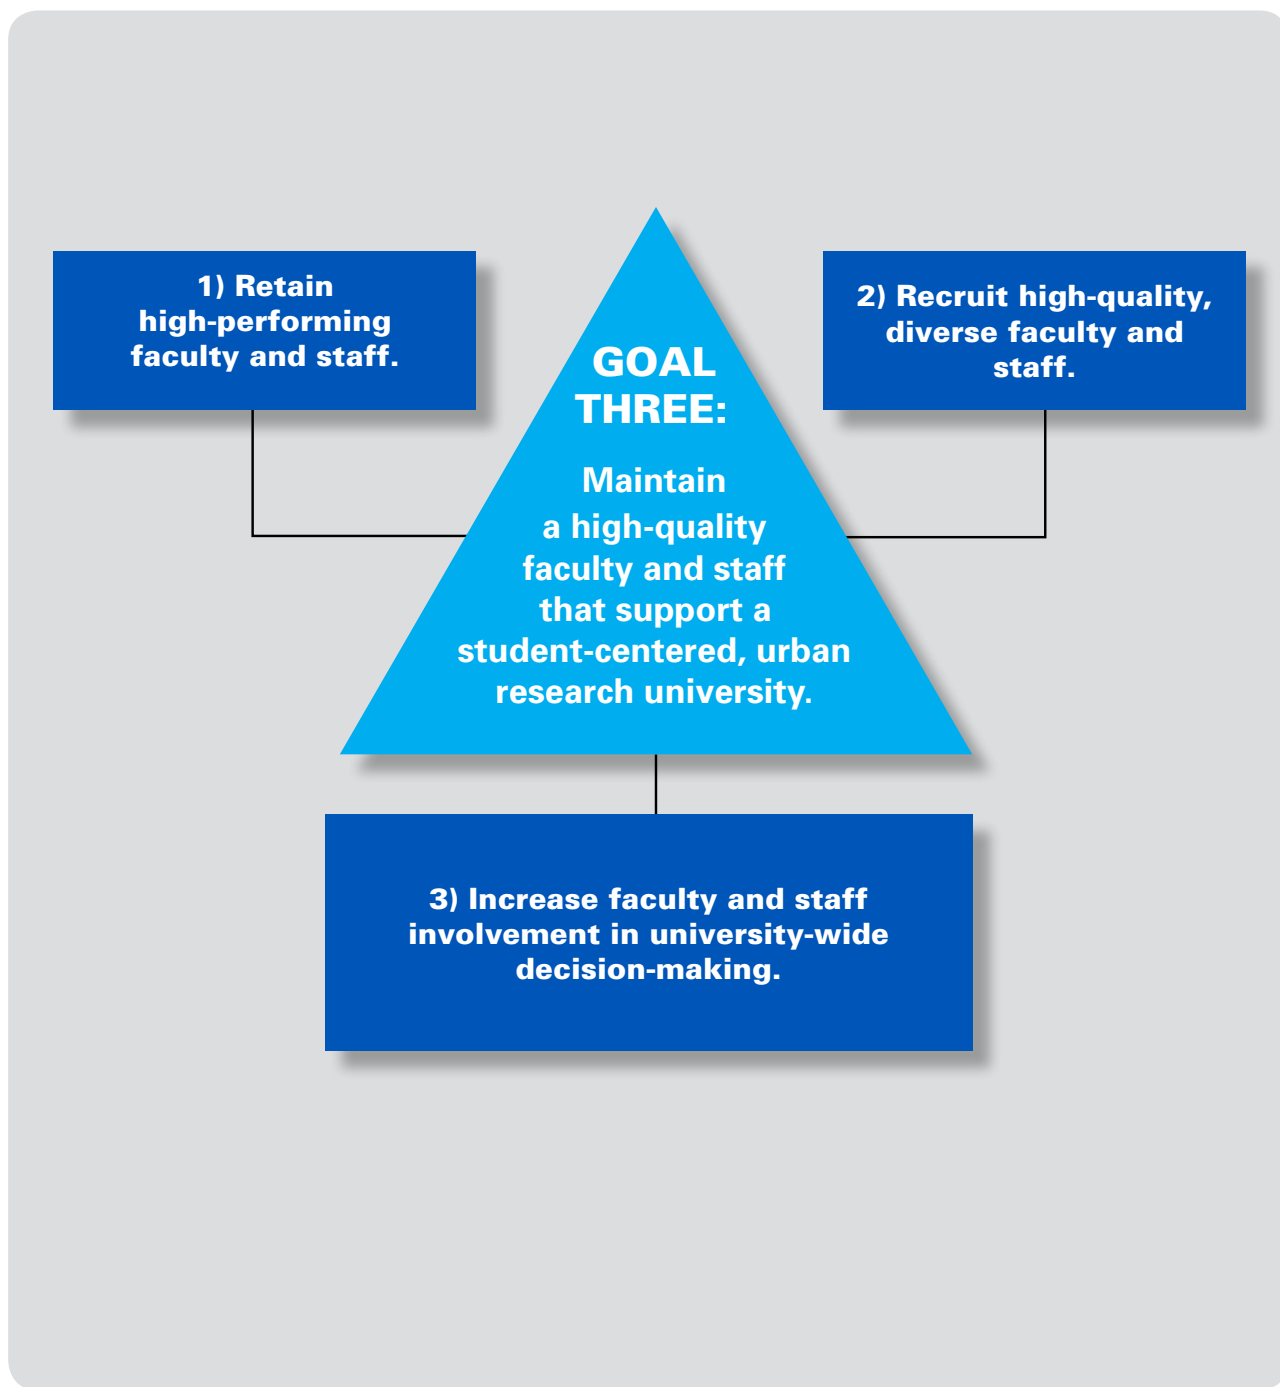 1) Retain
high-performing
faculty and staff.
2) Recruit high-quality,
diverse faculty and
staff.
GOAL
THREE:
Maintain
a high-quality
faculty and staff
that support a
student-centered, urban
research university.
3) Increase faculty and staff
involvement in university-wide
decision-making.